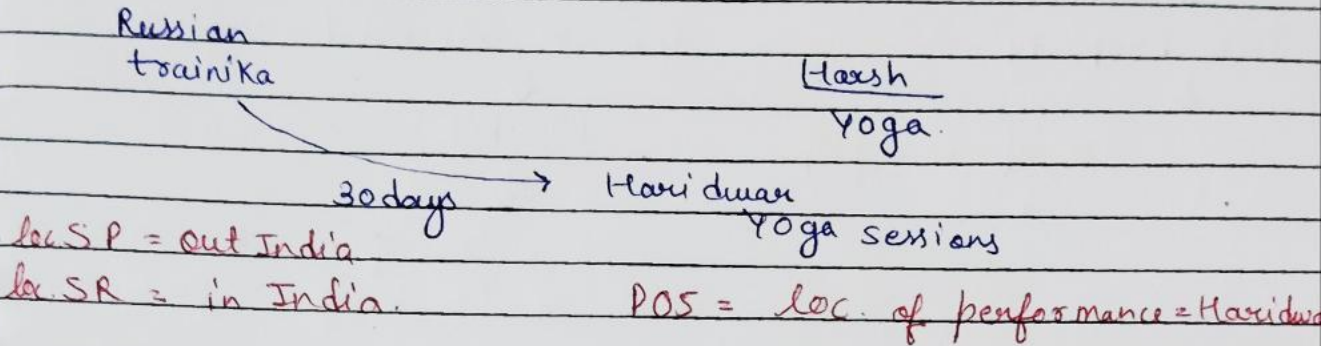 Russian
trainika
Harsh
Yoga.
30 days
Haridwar
Yoga sessions
loc SP = out India
loc. SR = in India.
POS = loc. of performance = Haridwa